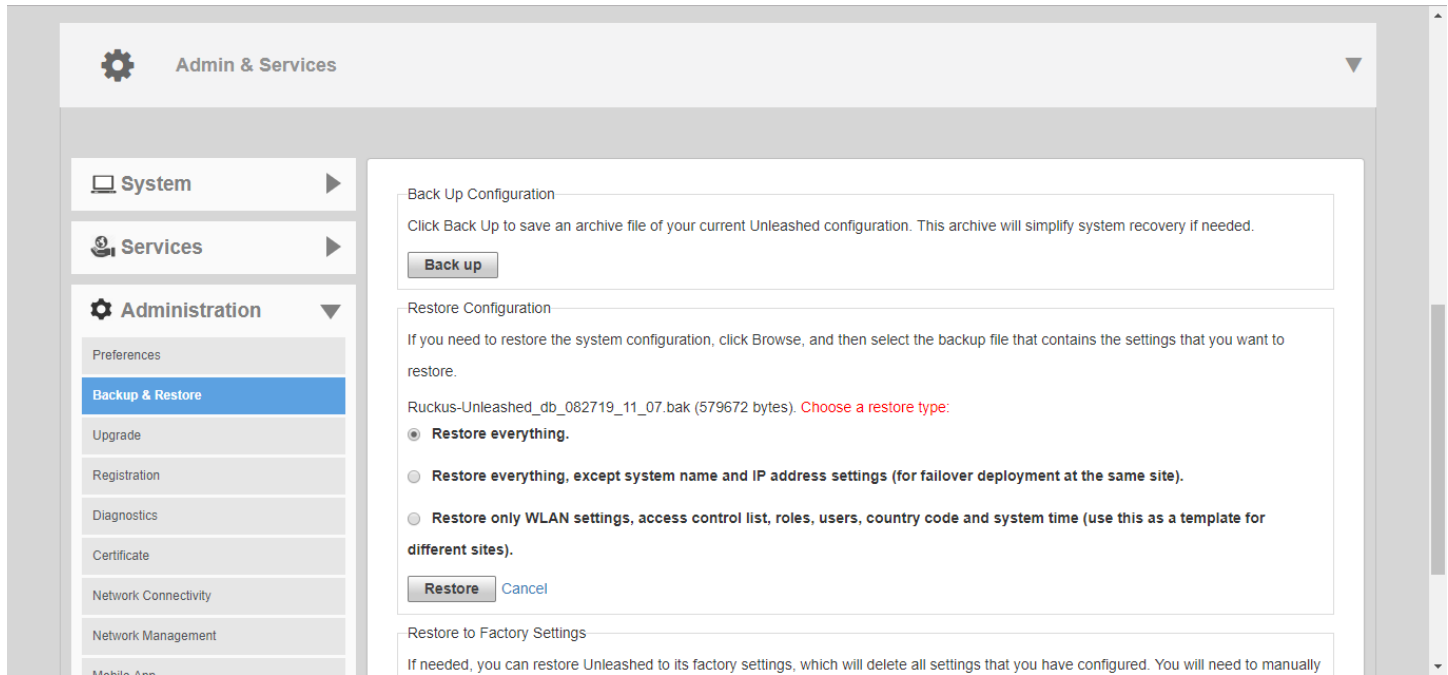 Admin & Services
System
Services
Administration
Preferences
Backup & Restore
Upgrade
Registration
Diagnostics
Certificate
Network Connectivity
Network Management
Mobile App
Back Up Configuration
Click Back Up to save an archive file of your current Unleashed configuration. This archive will simplify system recovery if needed.
Back up
Restore Configuration
If you need to restore the system configuration, click Browse, and then select the backup file that contains the settings that you want to
restore.
Ruckus-Unleashed_db_082719_11_07.bak (579672 bytes). Choose a restore type:
Restore everything.
Restore everything, except system name and IP address settings (for failover deployment at the same site).
Restore only WLAN settings, access control list, roles, users, country code and system time (use this as a template for
different sites).
Restore Cancel
Restore to Factory Settings
If needed, you can restore Unleashed to its factory settings, which will delete all settings that you have configured. You will need to manually